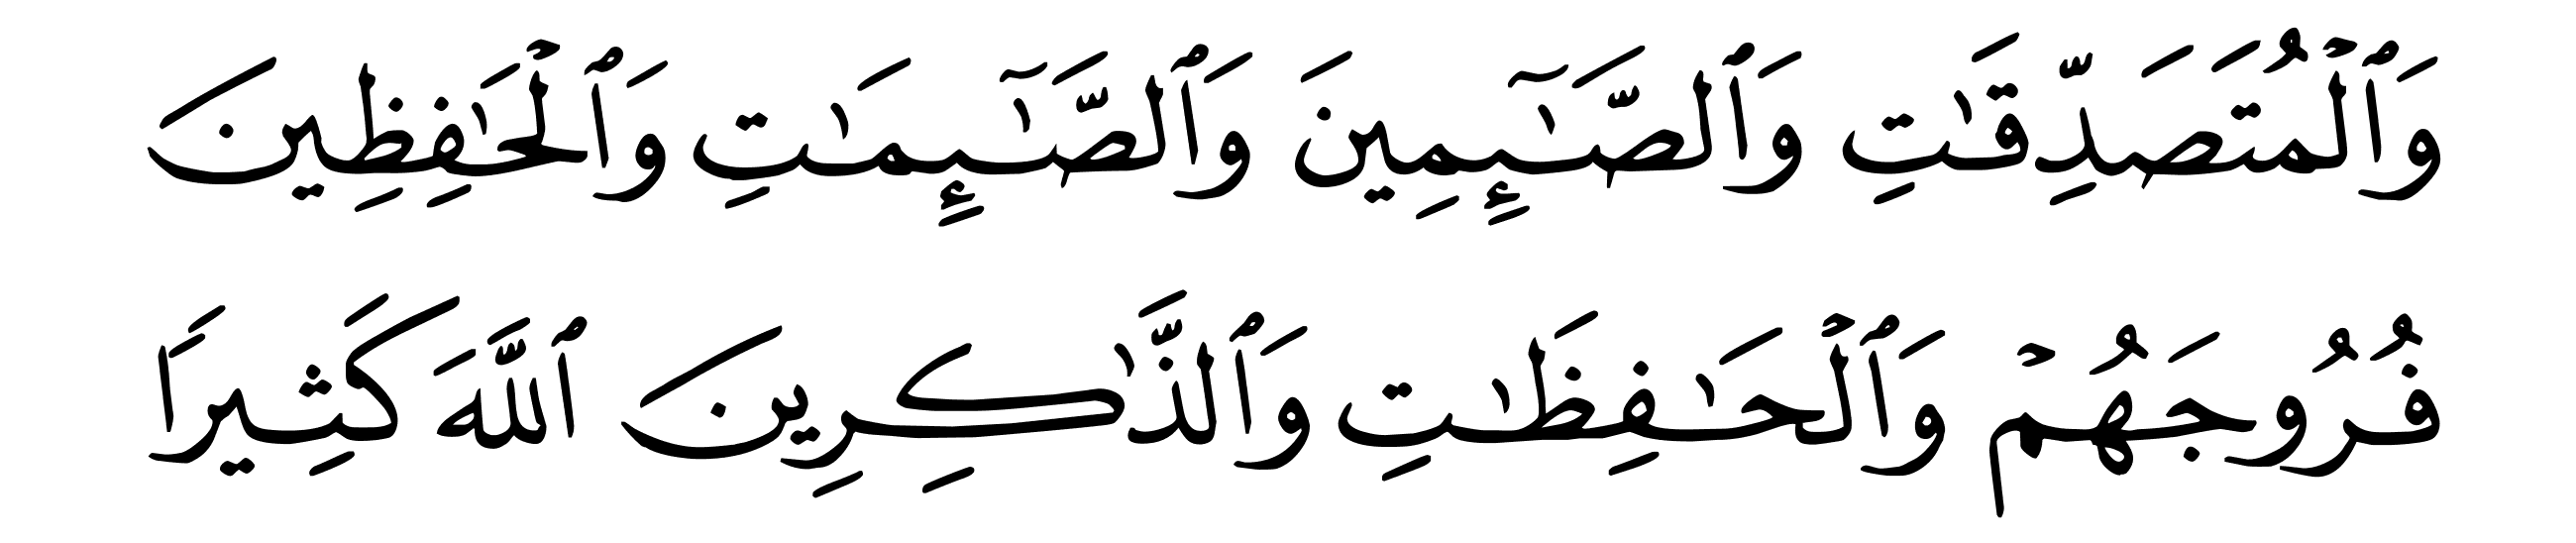 وَٱلْمُتَصَدِّقَٰتِ وَٱلصَّٰٓئِمِينَ وَٱلصَّٰٓئِمَٰتِ وَٱلْحَٰفِظِينَ
فُرُوجَهُمْ وَٱلْحَٰفِظَٰتِ وَٱلذَّٰكِرِينَ ٱللَّهَ كَثِيرًا